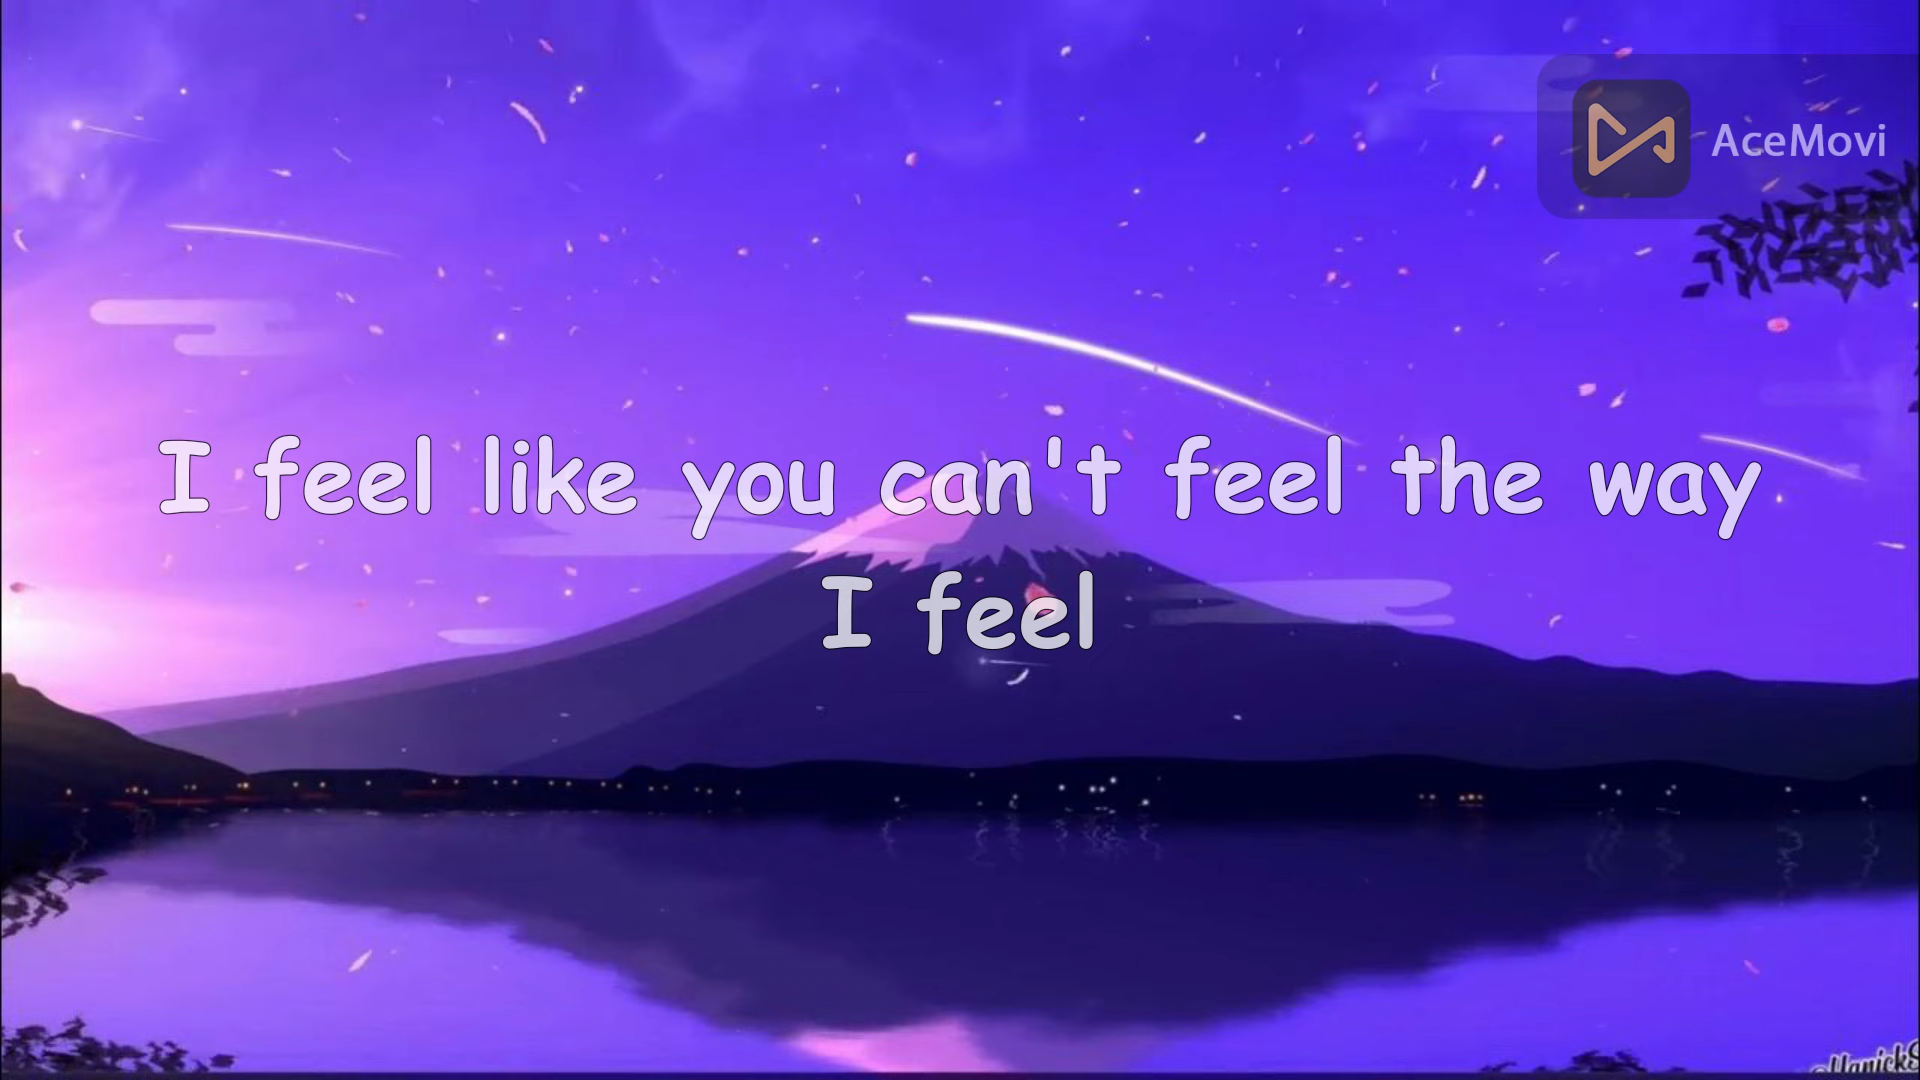 AceMovi
I feel like you can't feel the way
I feel